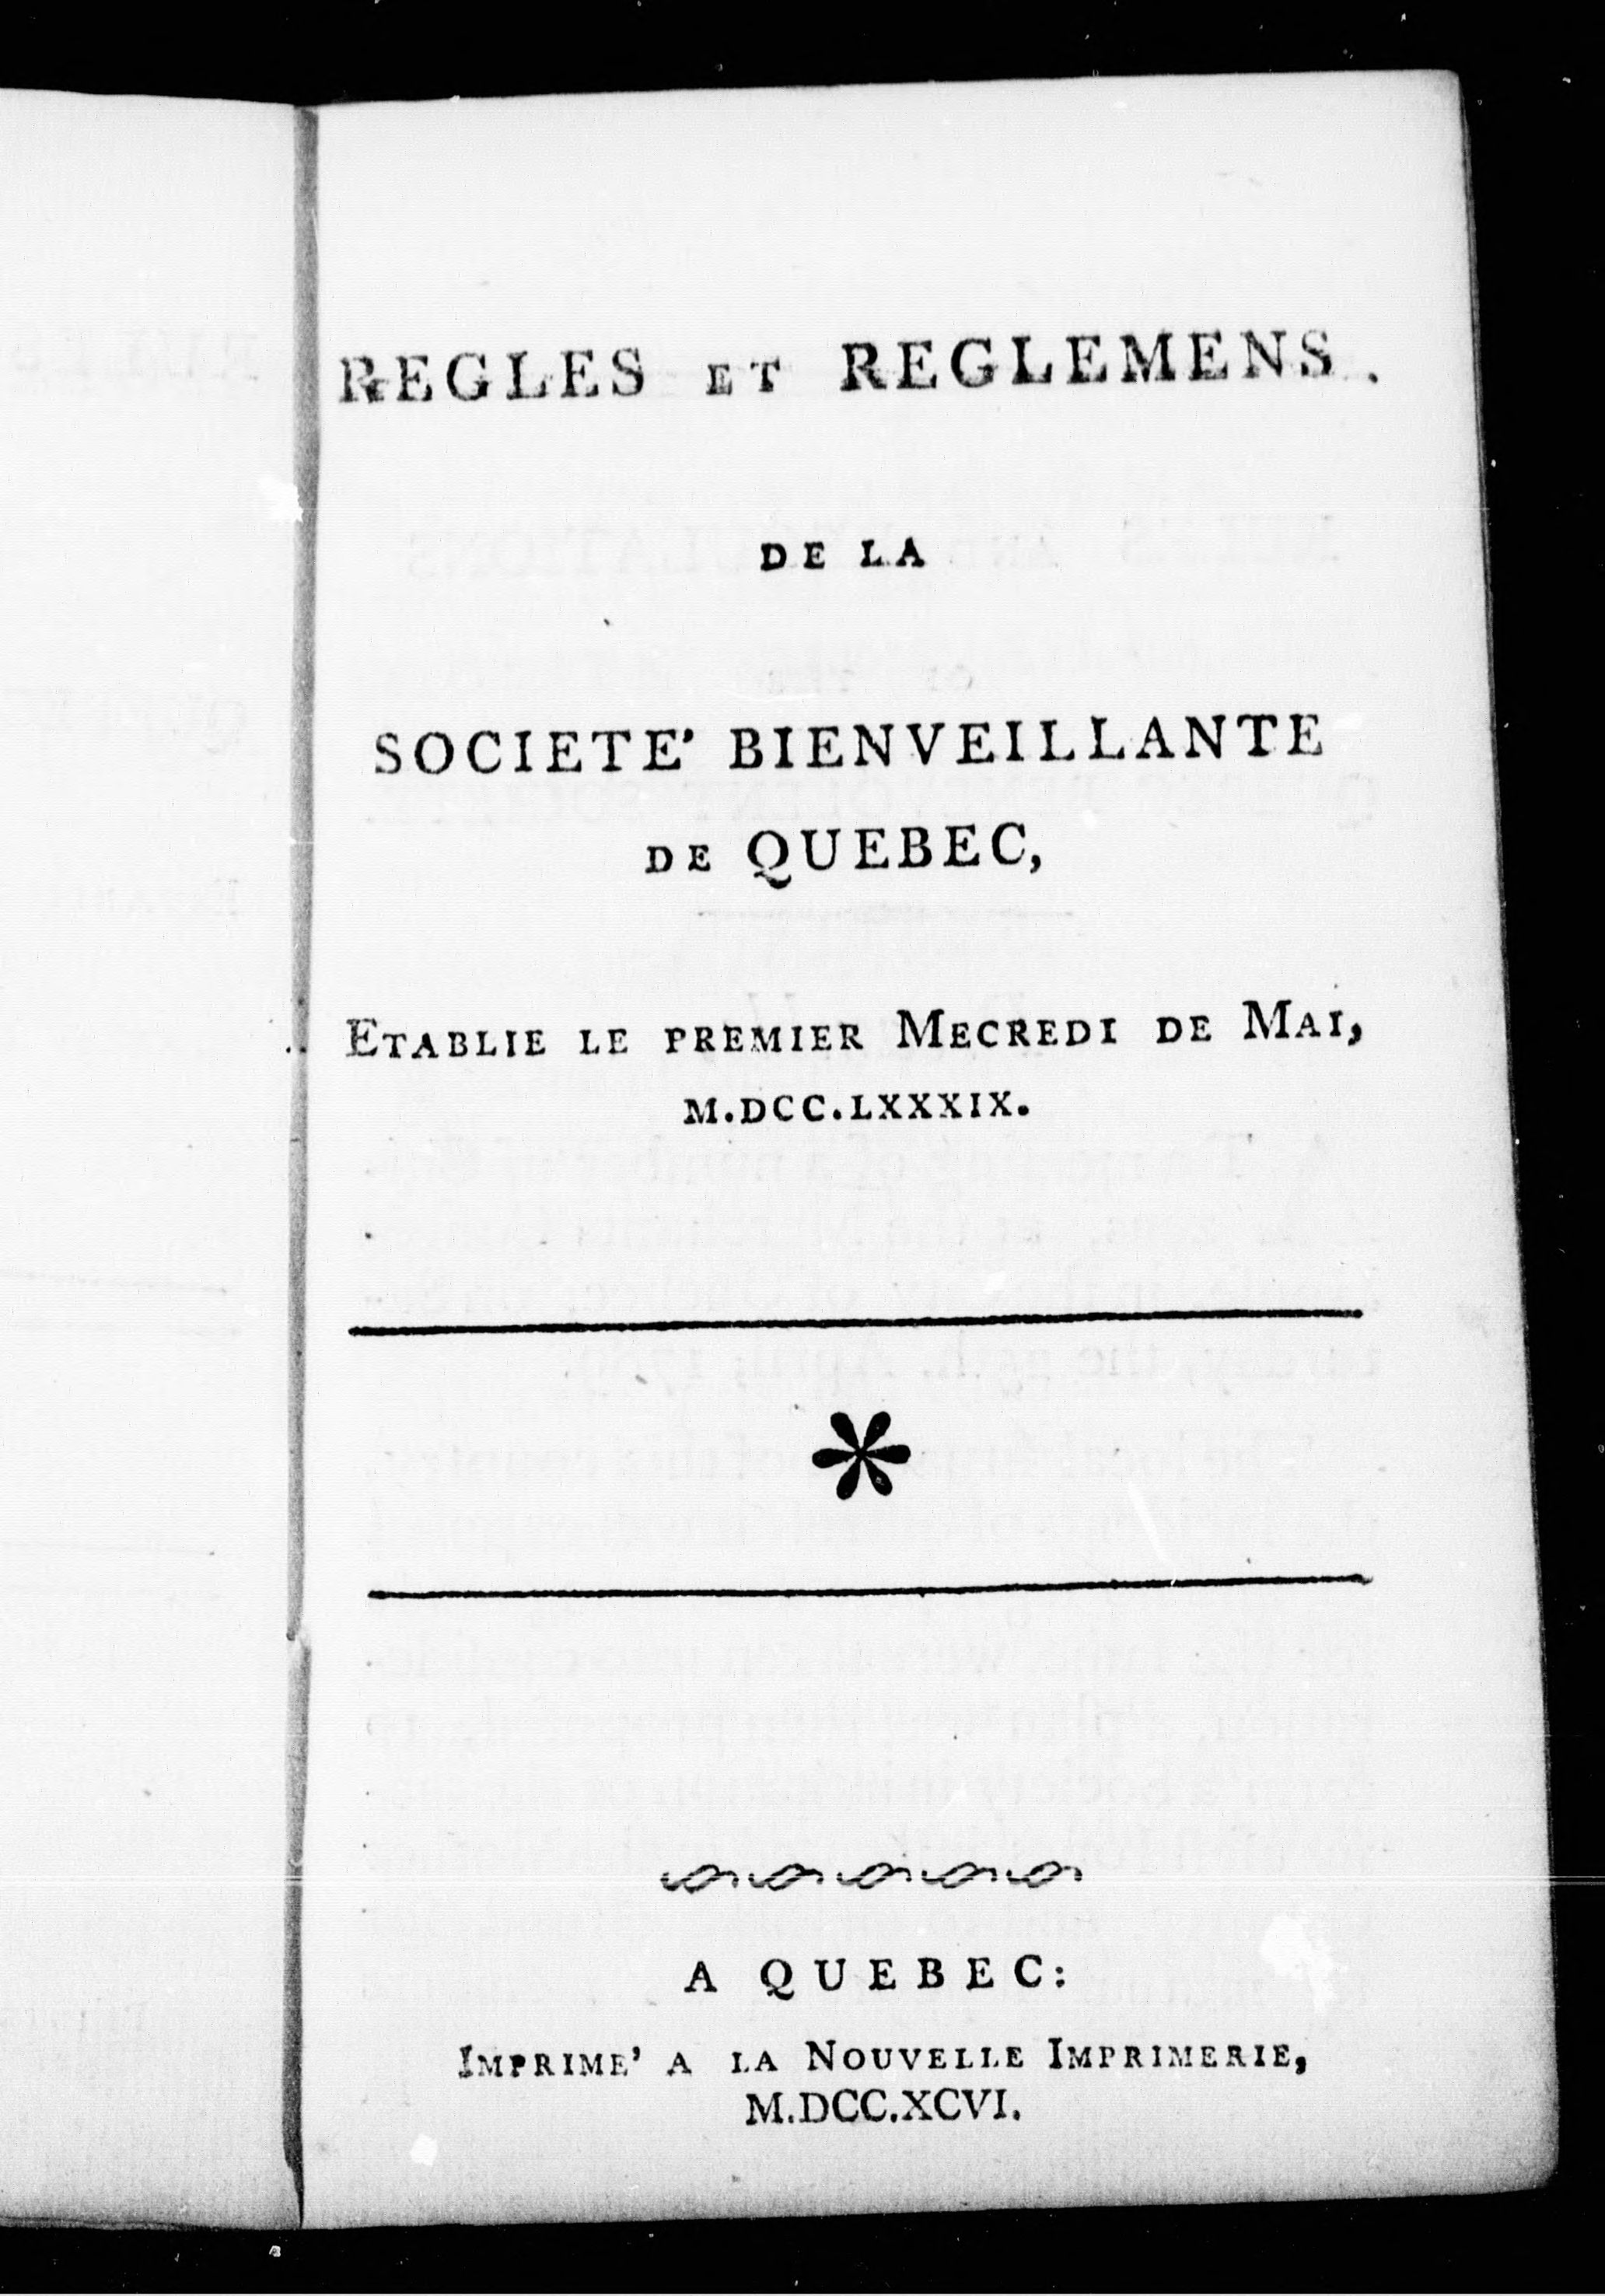 REGLES ET REGLEMENS.
DE LA
SOCIETE' BIENVEILLANTE
DE QUEBEC,
ETABLIE LE PREMIER MECREDI DE MAI,
M.DCC.LXXXIX.
*
A QUEBEC:
IMPRIME' A LA NOUVELLE IMPRIMERIE,
M.DCC.XCVI.